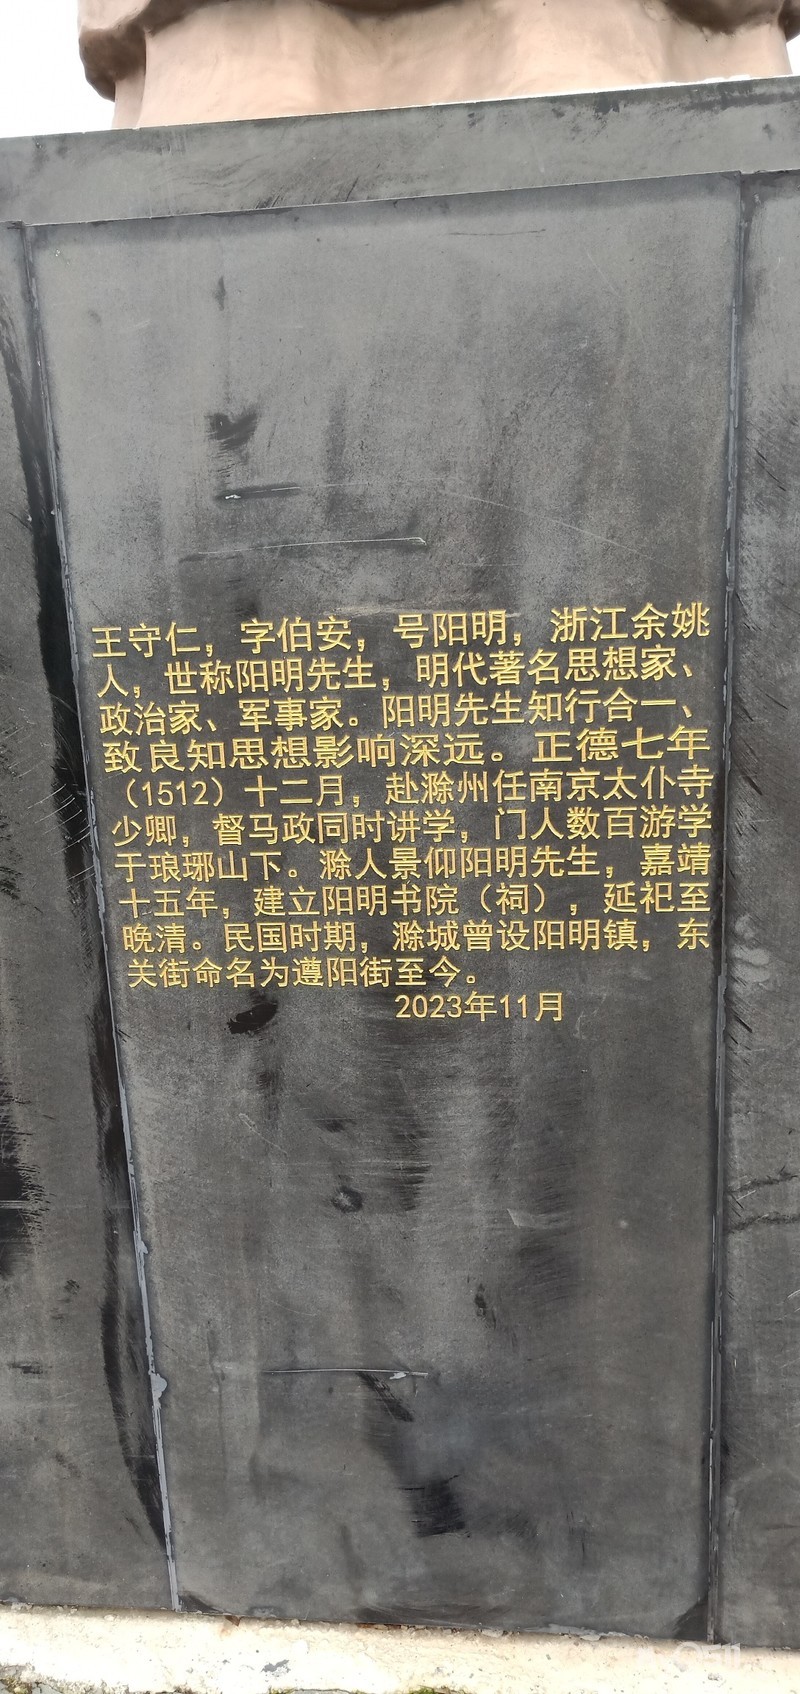 王守仁，字伯安，号阳明，浙江余姚
人，世称阳明先生，明代著名思想家、
政治家、军事家。阳明先生知行合一、
致良知思想影响深远。正德七年
（1512）十二月，赴滁州任南京太仆寺
少卿，督马政同时讲学，门人数百游学
于琅琊山下。滁人景仰阳明先生，嘉靖
十五年，建立阳明书院（祠），延祀至
晚清。民国时期，滁城曾设阳明镇，东
关街命名为遵阳街至今。
2023年11月